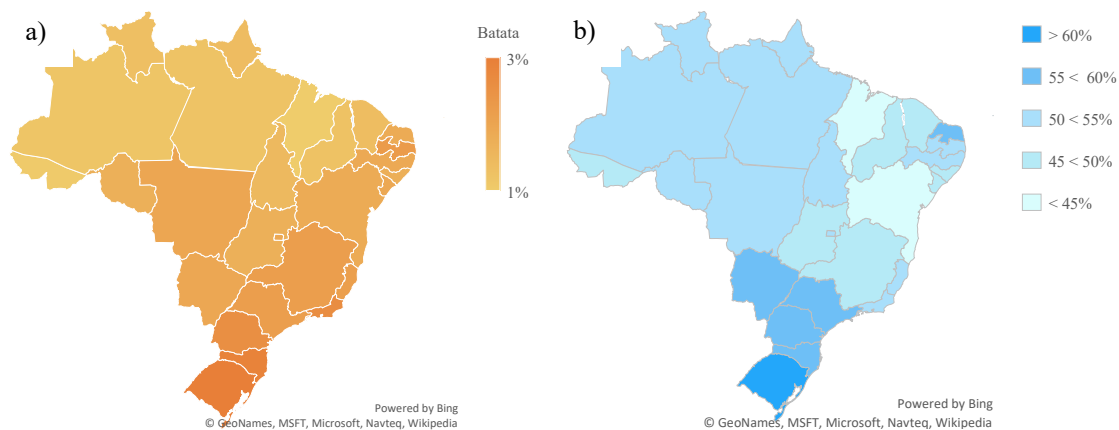 a)
Batata
3%
1%
Powered by Bing
© GeoNames, MSFT, Microsoft, Navteq, Wikipedia
b)
> 60%
55 < 60%
50 < 55%
45 < 50%
< 45%
Powered by Bing
© GeoNames, MSFT, Microsoft, Navteq, Wikipedia